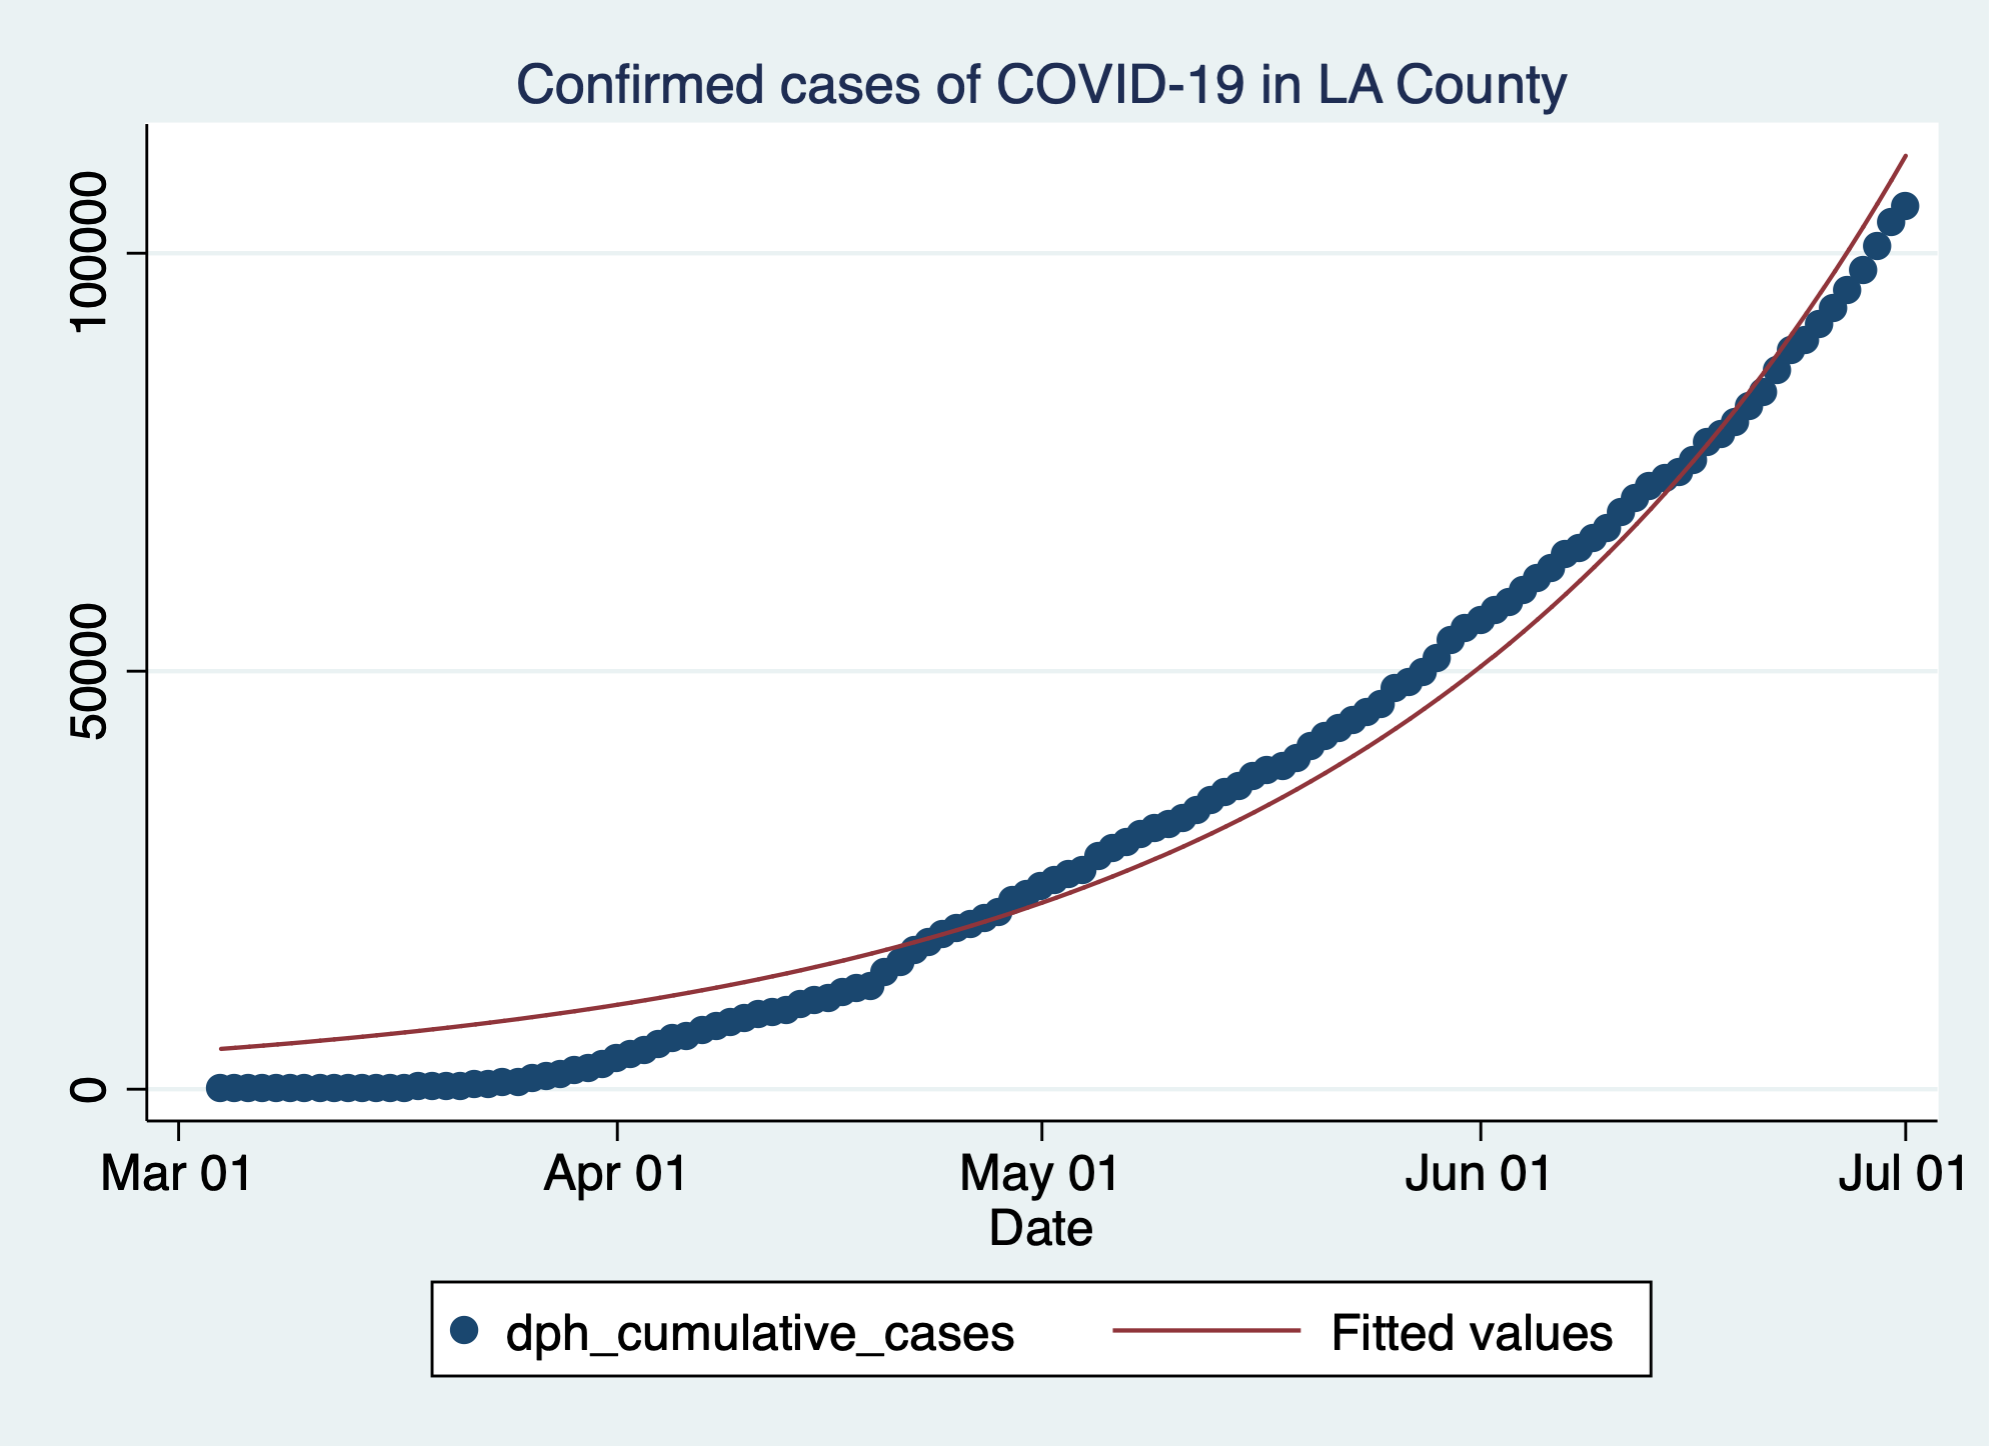 Confirmed cases of COVID-19 in LA County
100000
50000
0
Mar 01 Apr 01 May 01 Jun 01 Jul 01
Date
dph_cumulative_cases Fitted values